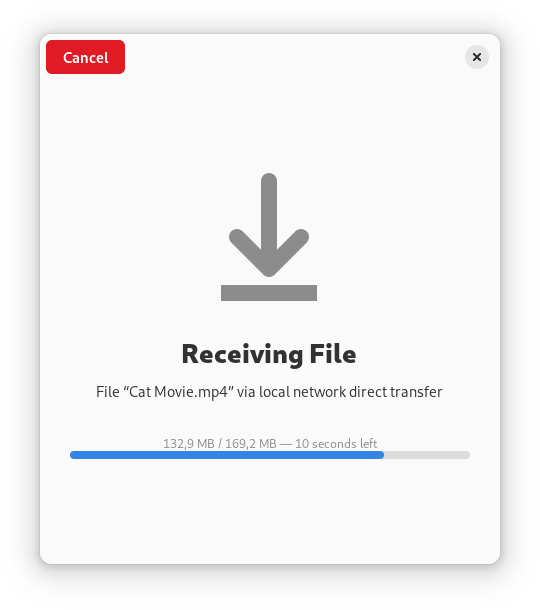 Cancel
Receiving File
File “Cat Movie.mp4” via local network direct transfer
132,9 MB / 169,2 MB — 10 seconds left